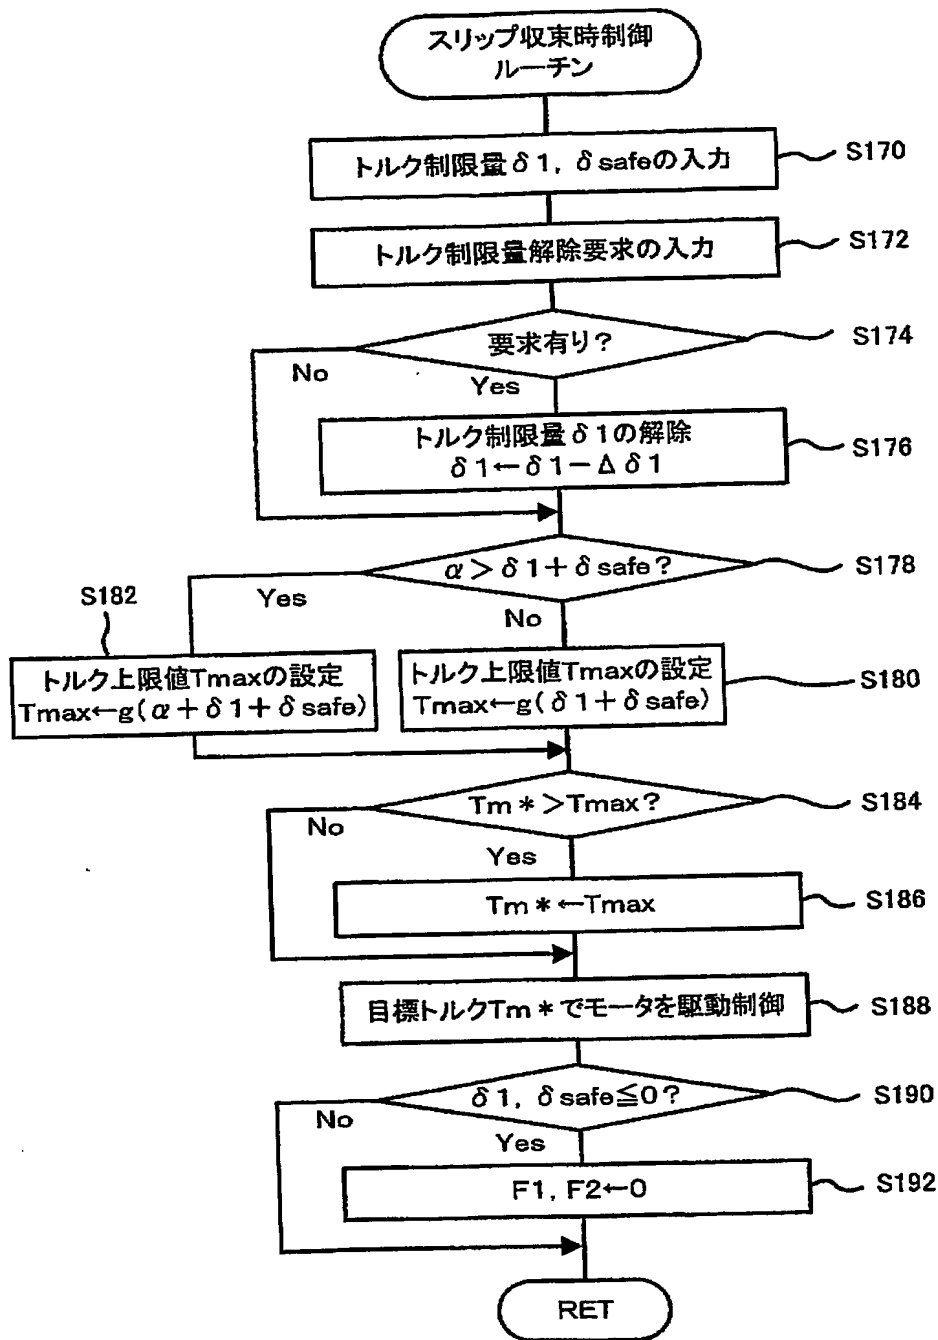 スリップ収束時制御
ルーチン
トルク制限量δ1, δsafeの入力
S170
トルク制限量解除要求の入力
S172
要求有り?
S174
No
Yes
トルク制限量δ1の解除
δ1←δ1-Δδ1
S176
α>δ1+δsafe?
S178
S182
Yes
No
トルク上限値Tmaxの設定
Tmax←g(α+δ1+δsafe)
トルク上限値Tmaxの設定
Tmax←g(δ1+δsafe)
S180
Tm*>Tmax?
S184
No
Yes
Tm*←Tmax
S186
目標トルクTm*でモータを駆動制御
S188
δ1, δsafe≦0?
S190
No
Yes
F1, F2←0
S192
RET